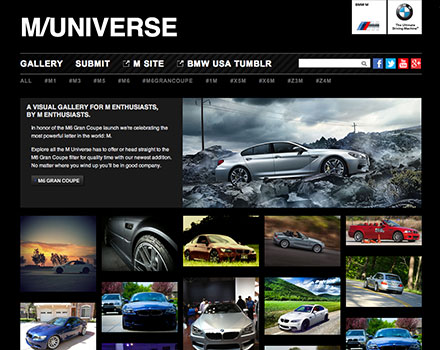 M/UNIVERSE
BMW M
The Ultimate
Driving Machine
GALLERY SUBMIT M SITE BMW USA TUMBLR
ALL #M1 #M3 #M5 #M6 #M6GRANCOUPE #1M #X5M #X6M #Z3M #Z4M
A VISUAL GALLERY FOR M ENTHUSIASTS,
BY M ENTHUSIASTS.
In honor of the M6 Gran Coupe launch we're celebrating the
most powerful letter in the world: M.
Explore all the M Universe has to offer or head straight to the
M6 Gran Coupe filter for quality time with our newest addition.
No matter where you wind up you'll be in good company.
M6 GRAN COUPE